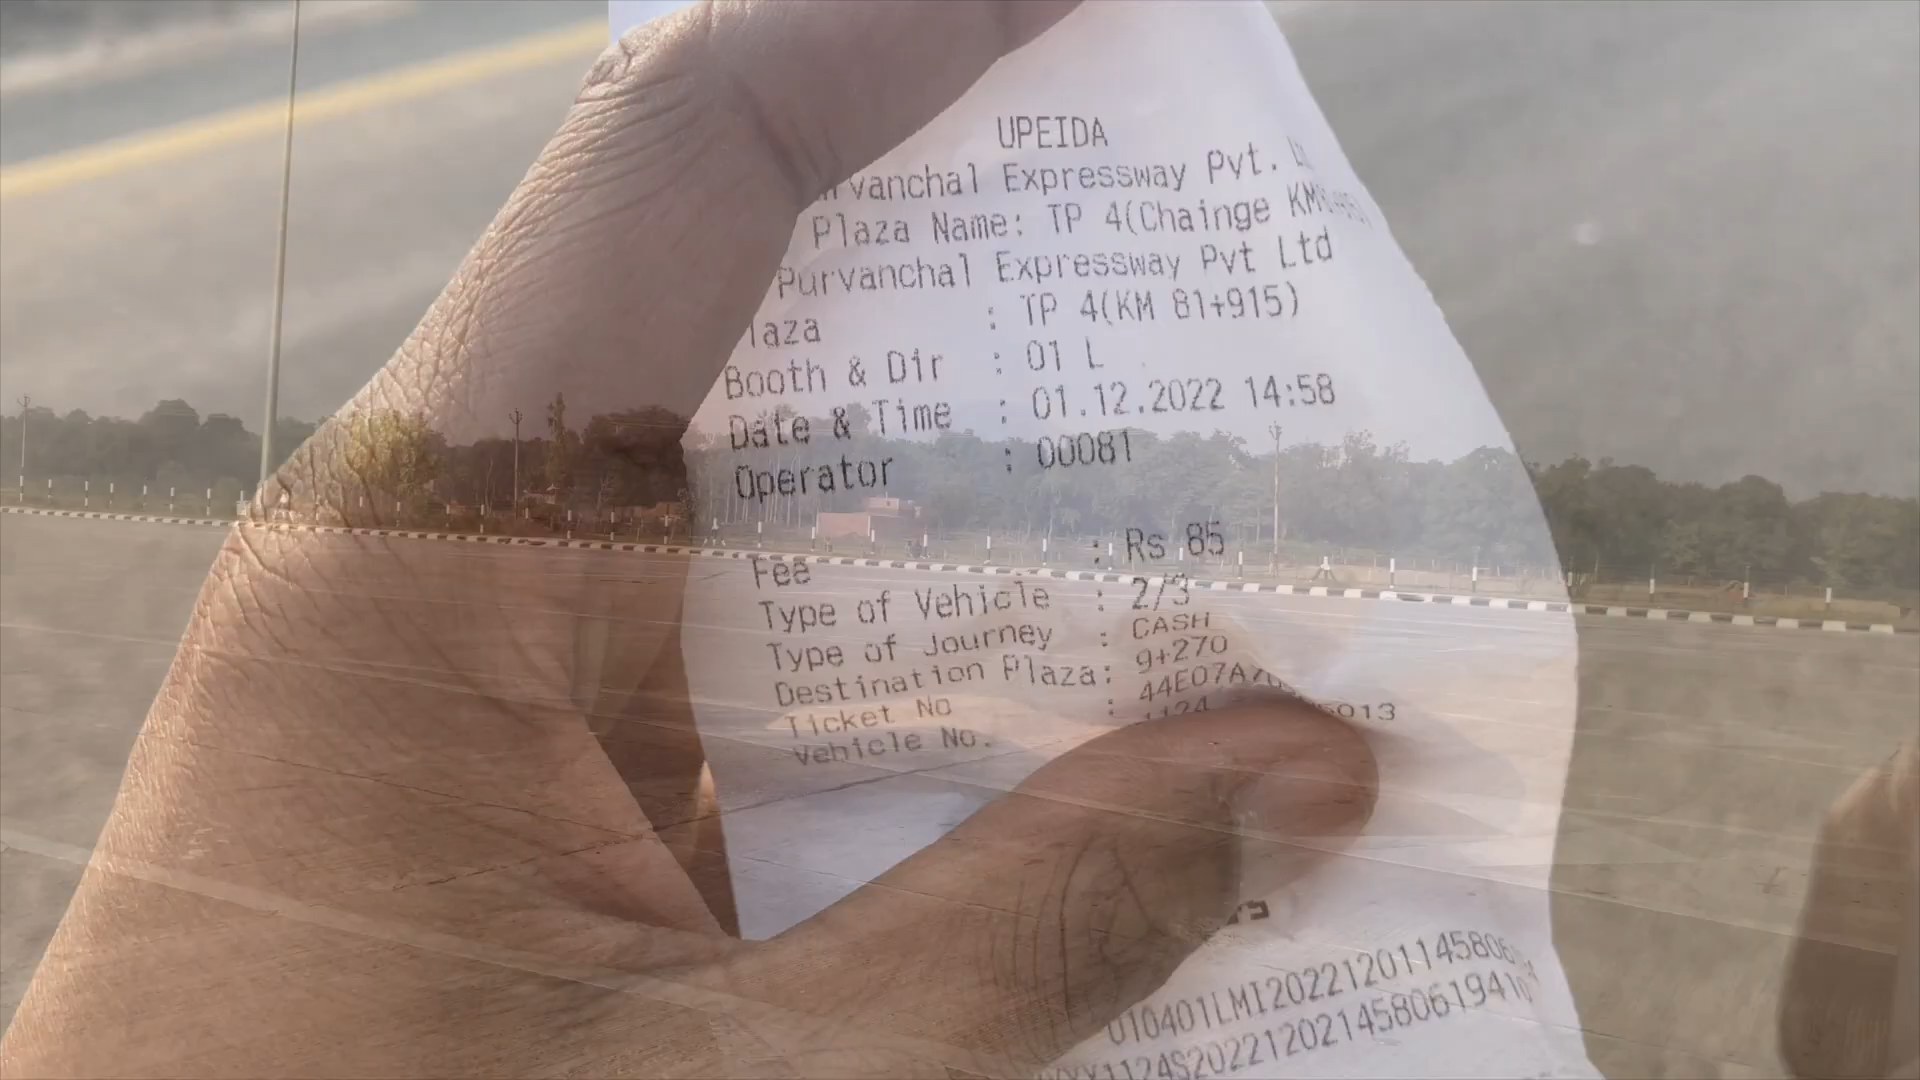 UPEIDA
Expressway Pvt.
Plaza Name: TP 4(Chainge
Purvanchal Expressway Pvt Ltd
: TP 4(KM 81+915)
Booth & Dir : 01 L
Date & Time : 01.12.2022 14:58
Operator : 00081
Fee : Rs 85
Type of Vehicle : 2/3
Type of Journey : CASH
Destination Plaza: 9+270
Ticket No :
Vehicle No.